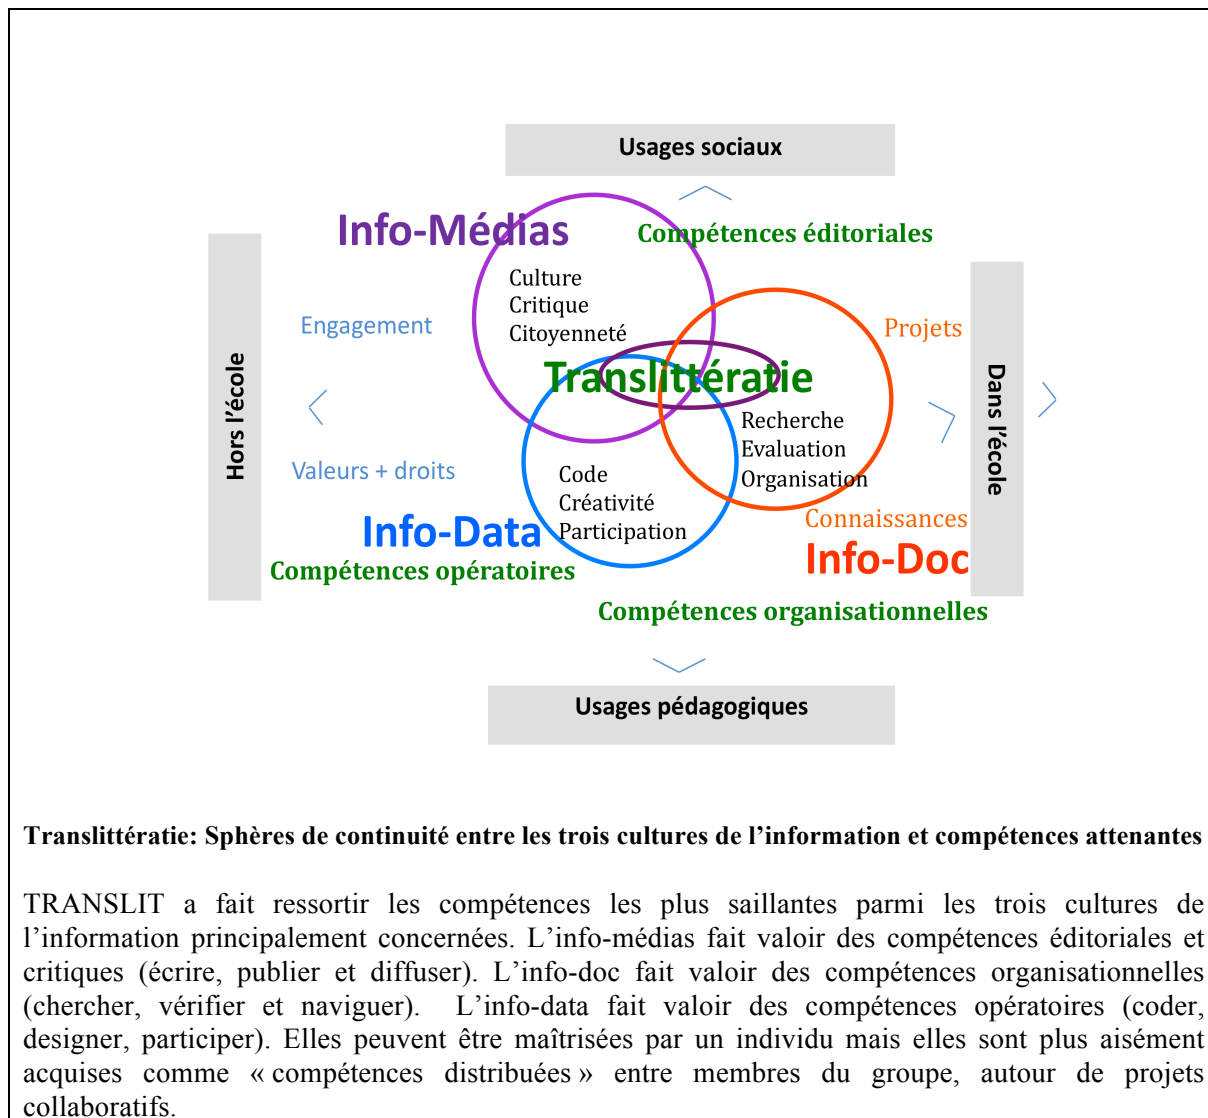 Usages sociaux
Info-Médias
Compétences éditoriales
Culture
Critique
Citoyenneté
Engagement
Projets
Hors l’école
Dans l’école
Translittératie
Recherche
Evaluation
Organisation
Valeurs + droits
Code
Créativité
Participation
Info-Data
Connaissances
Info-Doc
Compétences opératoires
Compétences organisationnelles
Usages pédagogiques
Translittératie: Sphères de continuité entre les trois cultures de l’information et compétences attenantes
TRANSLIT a fait ressortir les compétences les plus saillantes parmi les trois cultures de
l’information principalement concernées. L’info-médias fait valoir des compétences éditoriales et
critiques (écrire, publier et diffuser). L’info-doc fait valoir des compétences organisationnelles
(chercher, vérifier et naviguer). L’info-data fait valoir des compétences opératoires (coder,
designer, participer). Elles peuvent être maîtrisées par un individu mais elles sont plus aisément
acquises comme « compétences distribuées » entre membres du groupe, autour de projets
collaboratifs.